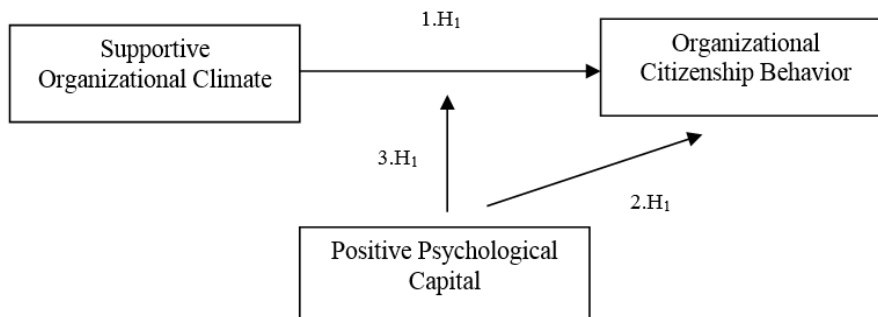 1.H₁
Supportive
Organizational Climate
Organizational
Citizenship Behavior
3.H₁
2.H₁
Positive Psychological
Capital